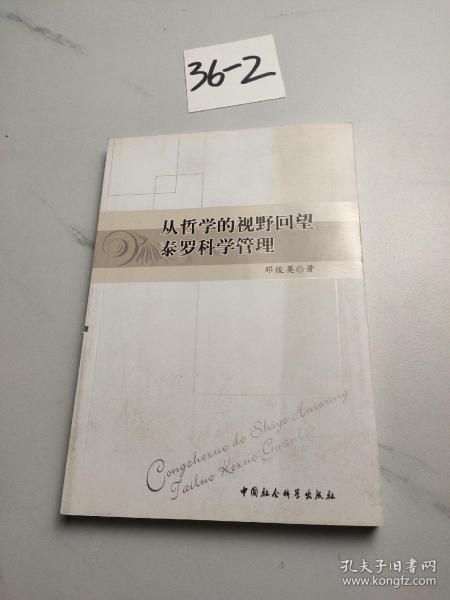 36-2
从哲学的视野回望
泰罗科学管理
邓俊英◎著
Congzhexue de Shiye Huiwang
Tailuo Kexue Guanli
中国社会科学出版社
孔夫子旧书网
www.kongfz.com